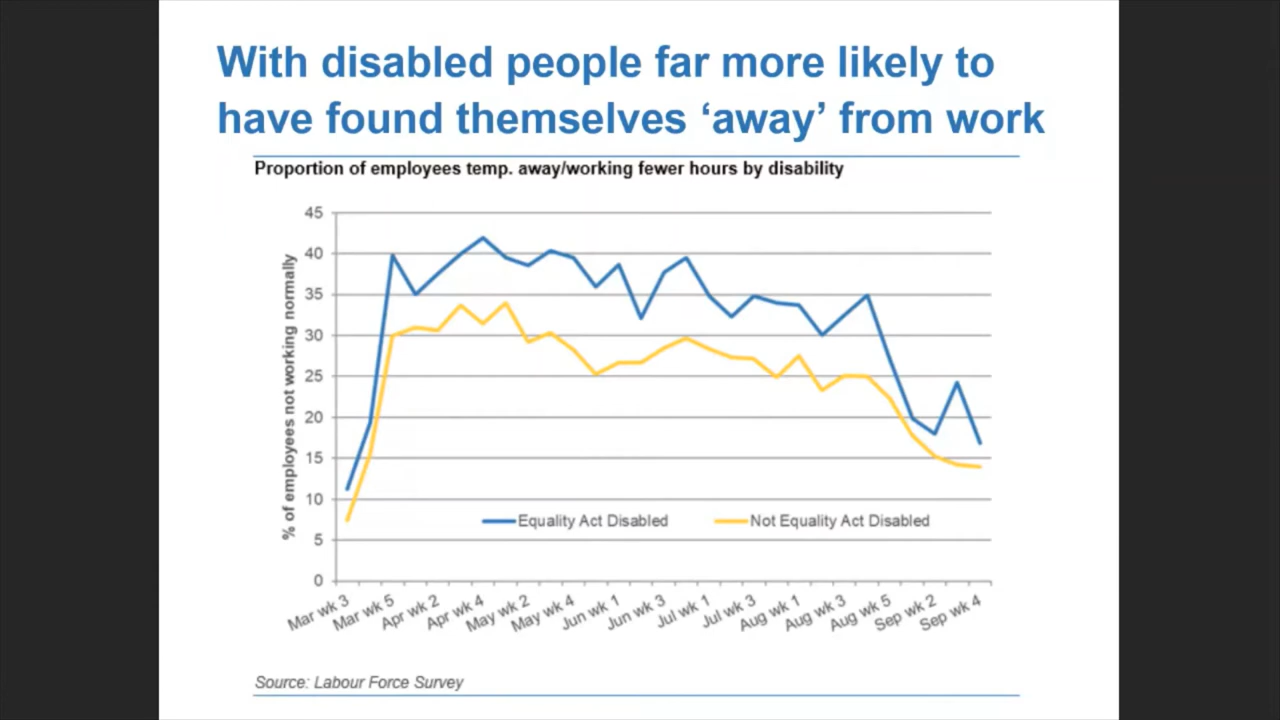 With disabled people far more likely to
have found themselves ‘away’ from work
Proportion of employees temp. away/working fewer hours by disability
% of employees not working normally
45
40
35
30
25
20
15
10
5
0
Equality Act Disabled
Not Equality Act Disabled
Mar wk 3
Mar wk 5
Apr wk 2
Apr wk 4
May wk 2
May wk 4
Jun wk 1
Jun wk 3
Jul wk 1
Jul wk 3
Aug wk 1
Aug wk 3
Aug wk 5
Sep wk 2
Sep wk 4
Source: Labour Force Survey